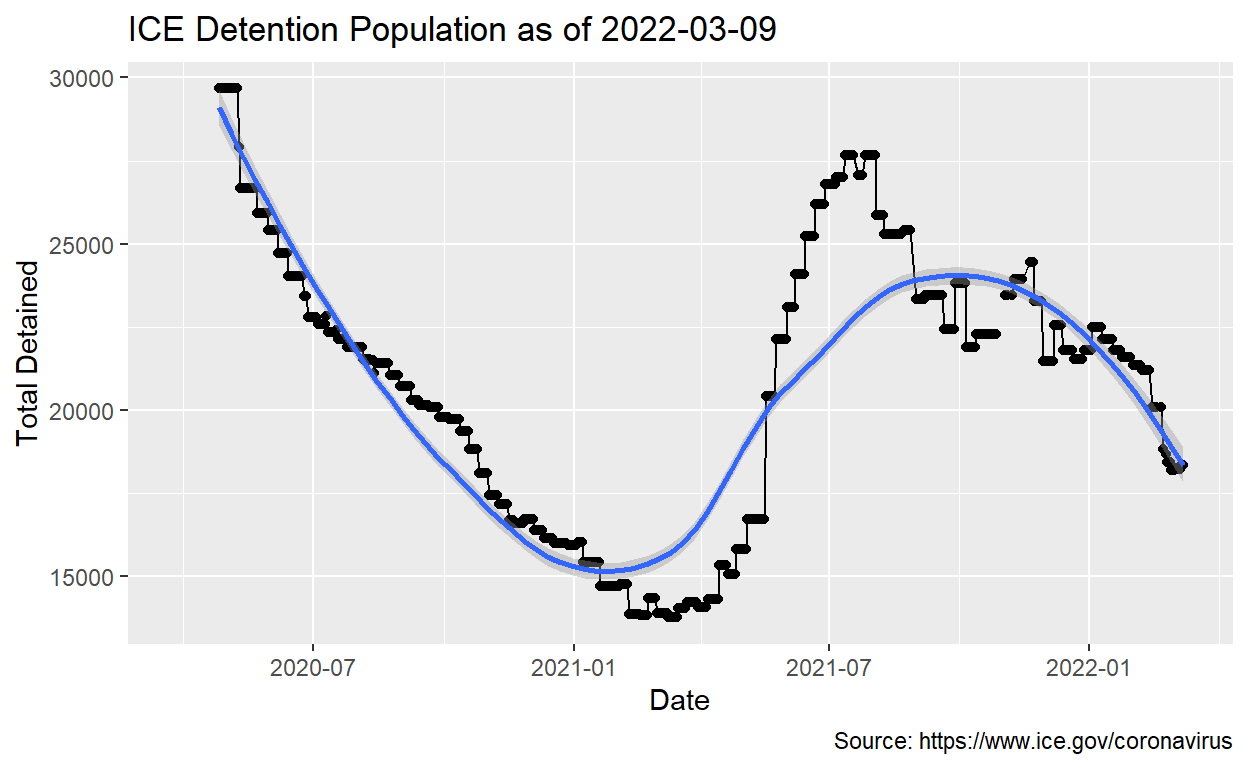 ICE Detention Population as of 2022-03-09
30000
25000
20000
15000
Total Detained
2020-07
2021-01
2021-07
2022-01
Date
Source: https://www.ice.gov/coronavirus